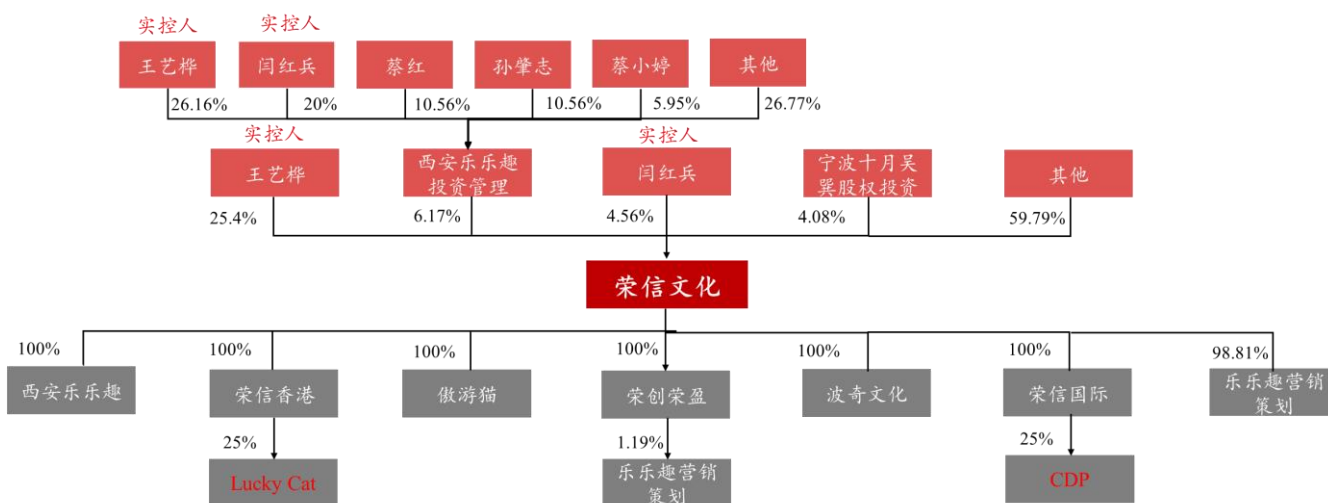 实控人 实控人
王艺桦 闫红兵 蔡红 孙肇志 蔡小婷 其他
26.16% 20% 10.56% 10.56% 5.95% 26.77%
实控人 实控人
王艺桦 西安乐乐趣 闫红兵 宁波十月吴 其他
投资管理 巽股权投资
25.4% 6.17% 4.56% 4.08% 59.79%
荣信文化
100% 100% 100% 100% 100% 100% 98.81%
西安乐乐趣 荣信香港 傲游猫 荣创荣盈 波奇文化 荣信国际 乐乐趣营销
策划
25% 1.19% 25%
Lucky Cat 乐乐趣营销 CDP
策划